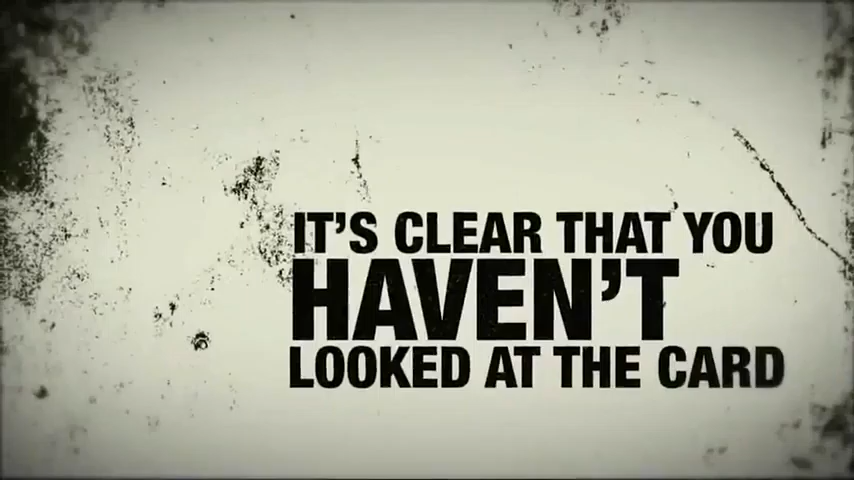 IT'S CLEAR THAT YOU
HAVEN'T
LOOKED AT THE CARD